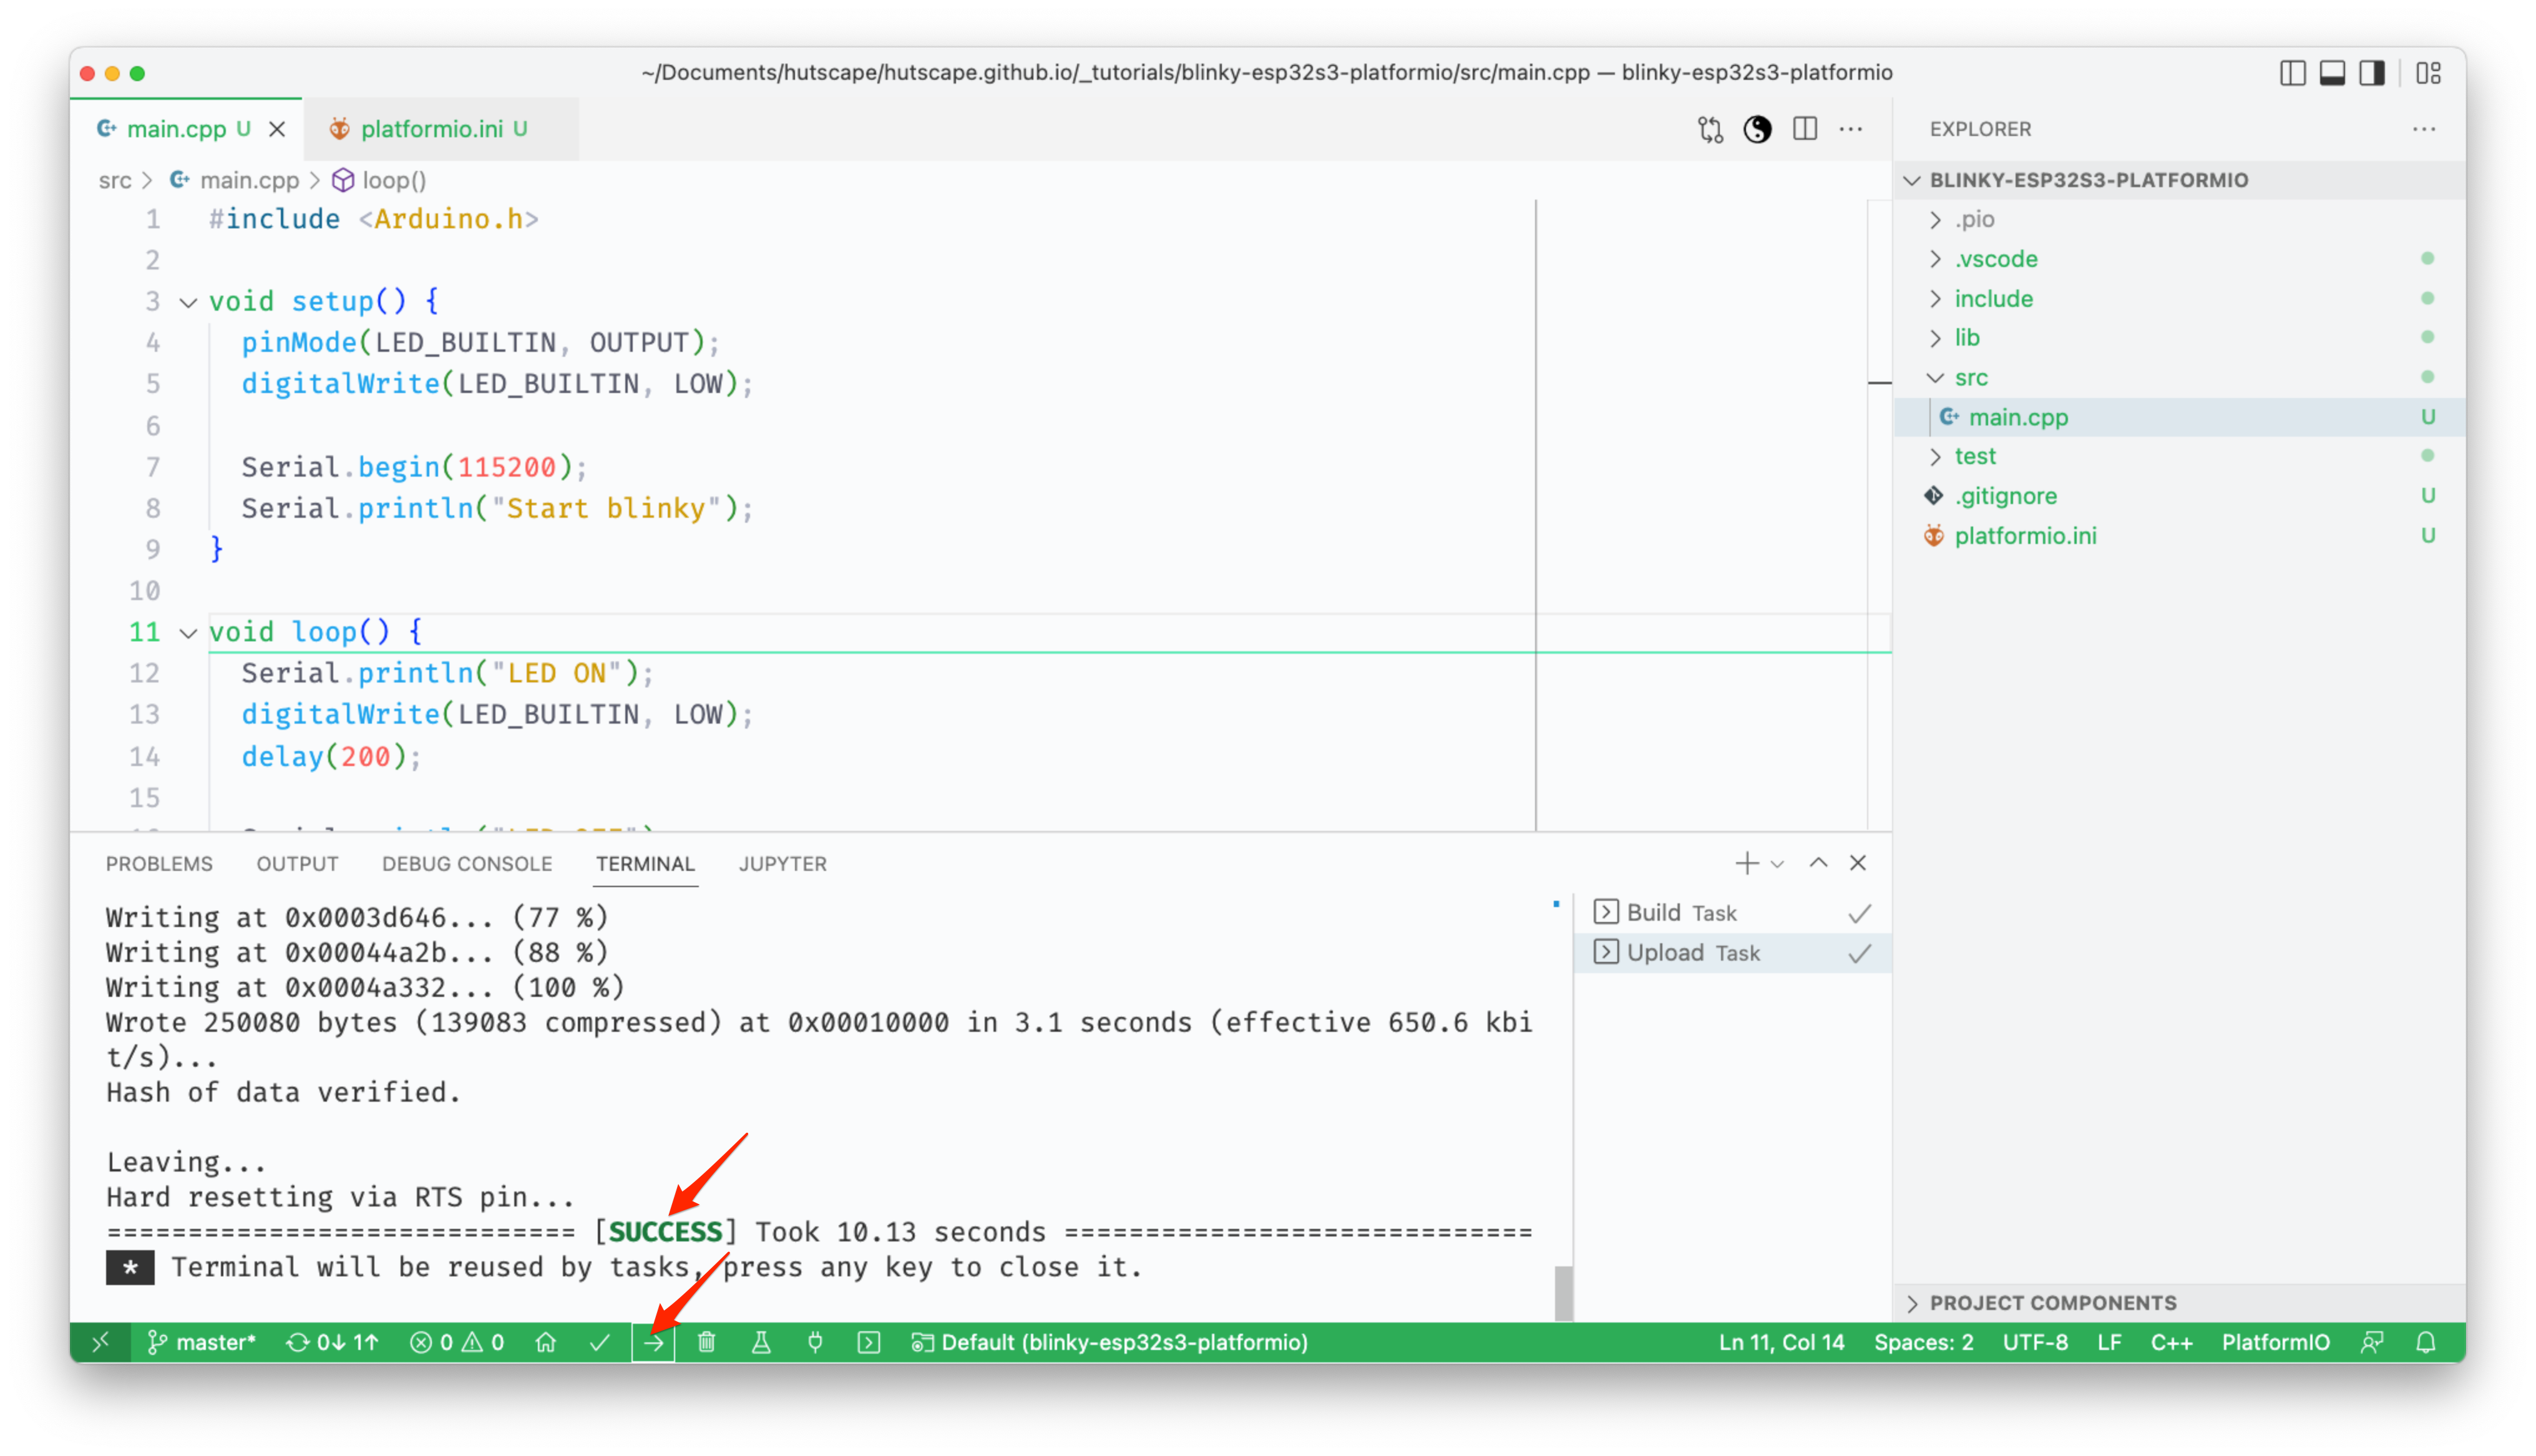 ~/Documents/hutscape/hutscape.github.io/_tutorials/blinky-esp32s3-platformio/src/main.cpp — blinky-esp32s3-platformio
main.cpp U
platformio.ini U
src > main.cpp > loop()
1 #include <Arduino.h>
2
3 void setup() {
4 pinMode(LED_BUILTIN, OUTPUT);
5 digitalWrite(LED_BUILTIN, LOW);
6
7 Serial.begin(115200);
8 Serial.println("Start blinky");
9 }
10
11 void loop() {
12 Serial.println("LED ON");
13 digitalWrite(LED_BUILTIN, LOW);
14 delay(200);
15
PROBLEMS OUTPUT DEBUG CONSOLE TERMINAL JUPYTER
Writing at 0x0003d646... (77 %)
Writing at 0x00044a2b... (88 %)
Writing at 0x0004a332... (100 %)
Wrote 250080 bytes (139083 compressed) at 0x00010000 in 3.1 seconds (effective 650.6 kbi
t/s)...
Hash of data verified.
Leaving...
Hard resetting via RTS pin...
============================= [SUCCESS] Took 10.13 seconds =============================
* Terminal will be reused by tasks, press any key to close it.
Build Task
Upload Task
EXPLORER
BLINKY-ESP32S3-PLATFORMIO
.pio
.vscode
include
lib
src
main.cpp U
test
.gitignore U
platformio.ini U
PROJECT COMPONENTS
master* 0↓ 1↑ 0 0 Default (blinky-esp32s3-platformio) Ln 11, Col 14 Spaces: 2 UTF-8 LF C++ PlatformIO